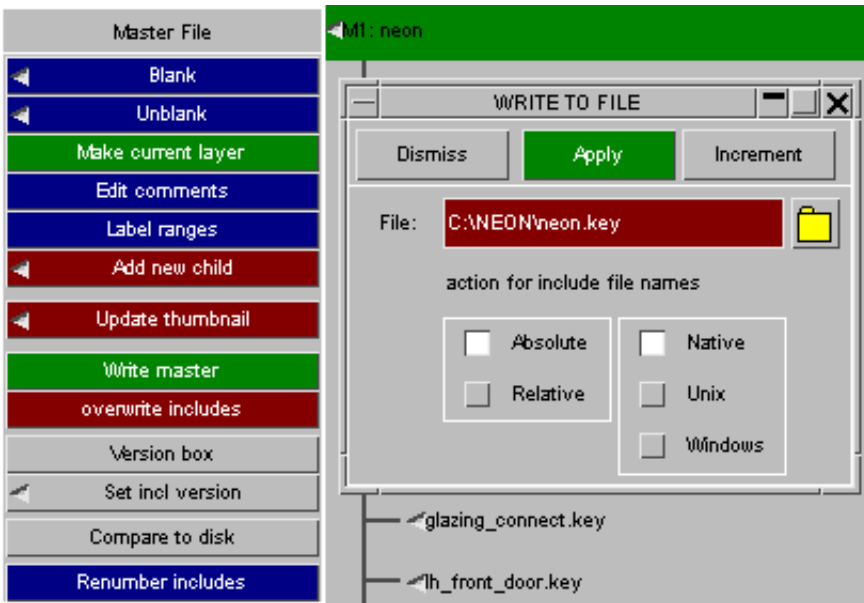 Master File
Blank
Unblank
Make current layer
Edit comments
Label ranges
Add new child
Update thumbnail
Write master
overwrite includes
Version box
Set incl version
Compare to disk
Renumber includes
M1: neon
WRITE TO FILE
Dismiss Apply Increment
File: C:\NEON\neon.key
action for include file names
Absolute Native
Relative Unix
Windows
glazing_connect.key
lh_front_door.key